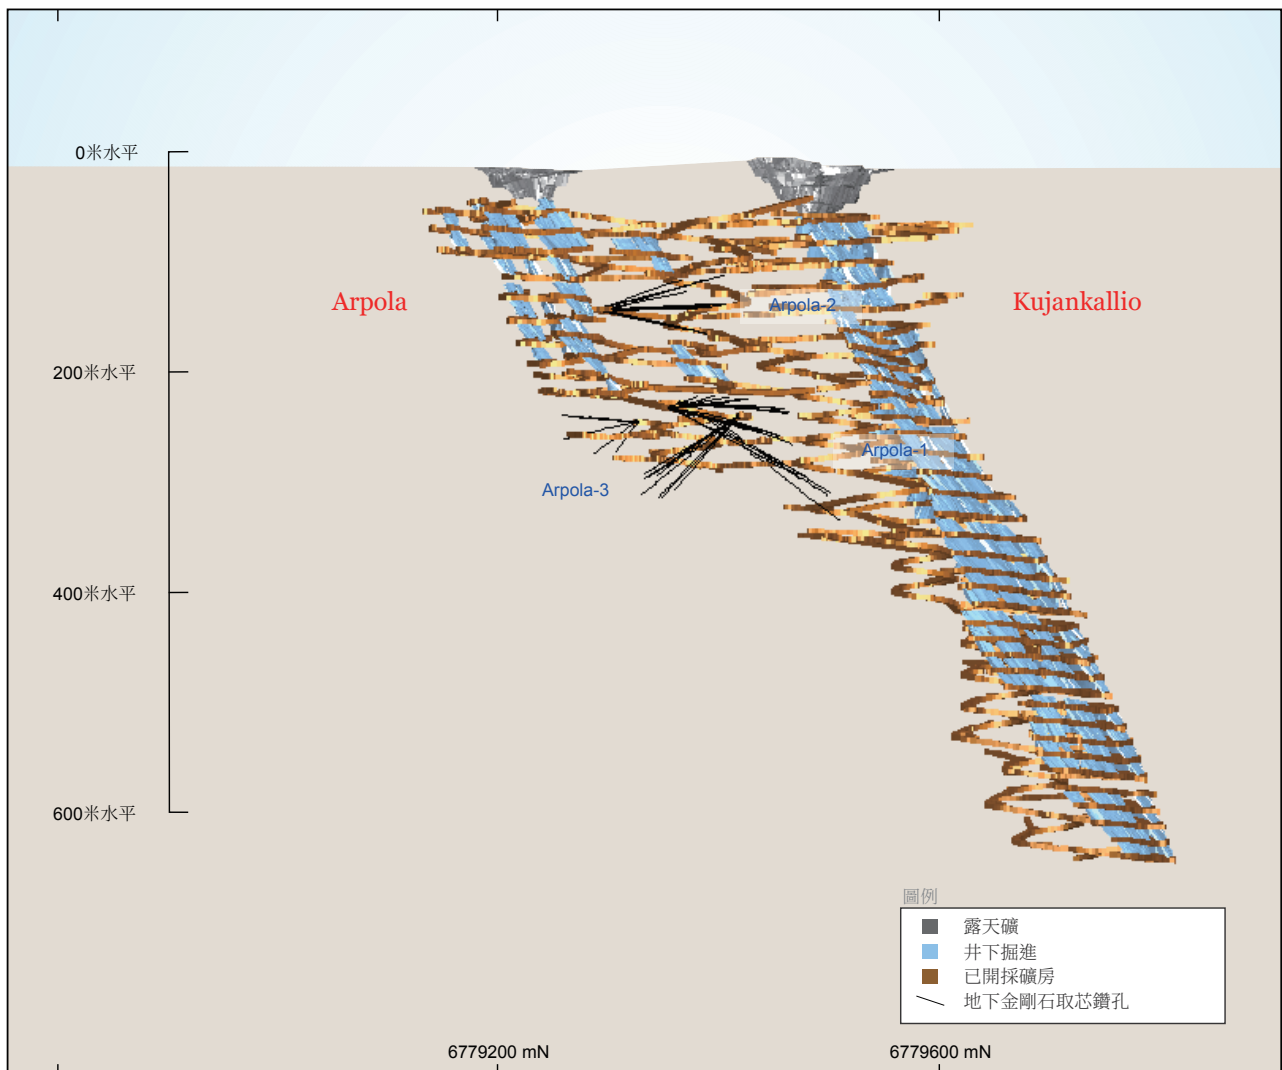 0米水平
Arpola
Arpola-2
Kujankallio
200米水平
Arpola-1
Arpola-3
400米水平
600米水平
圖例
露天礦
井下掘進
已開採礦房
地下金剛石取芯鑽孔
6779200 mN
6779600 mN